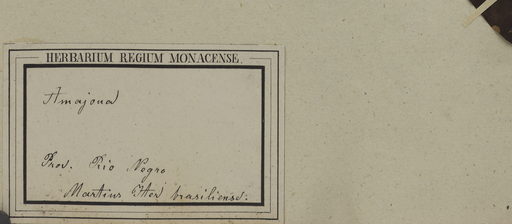 HERBARIUM REGIUM MONACENSE.
Amajoua
Prov. Rio Negro
Martius Iter brasiliense.